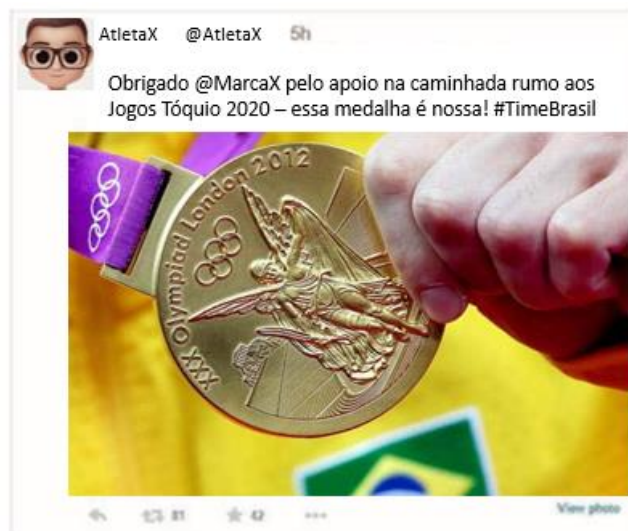 AtletaX @AtletaX 5h
Obrigado @MarcaX pelo apoio na caminhada rumo aos
Jogos Tóquio 2020 – essa medalha é nossa! #TimeBrasil
XXX Olympiad London 2012
81 42
View photo